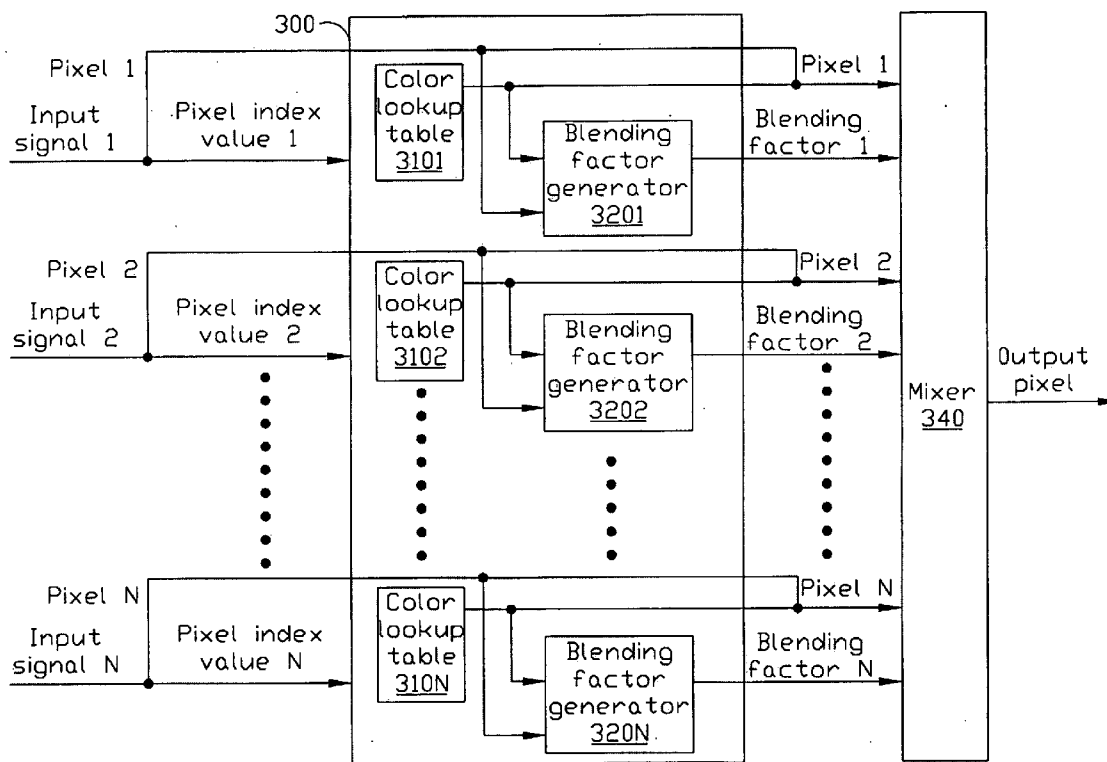 300
Pixel 1
Input
signal 1
Pixel index
value 1
Color
lookup
table
3101
Blending
factor
generator
3201
Pixel 1
Blending
factor 1
Pixel 2
Input
signal 2
Pixel index
value 2
Color
lookup
table
3102
Blending
factor
generator
3202
Pixel 2
Blending
factor 2
Mixer
340
Output
pixel
Pixel N
Input
signal N
Pixel index
value N
Color
lookup
table
310N
Blending
factor
generator
320N
Pixel N
Blending
factor N